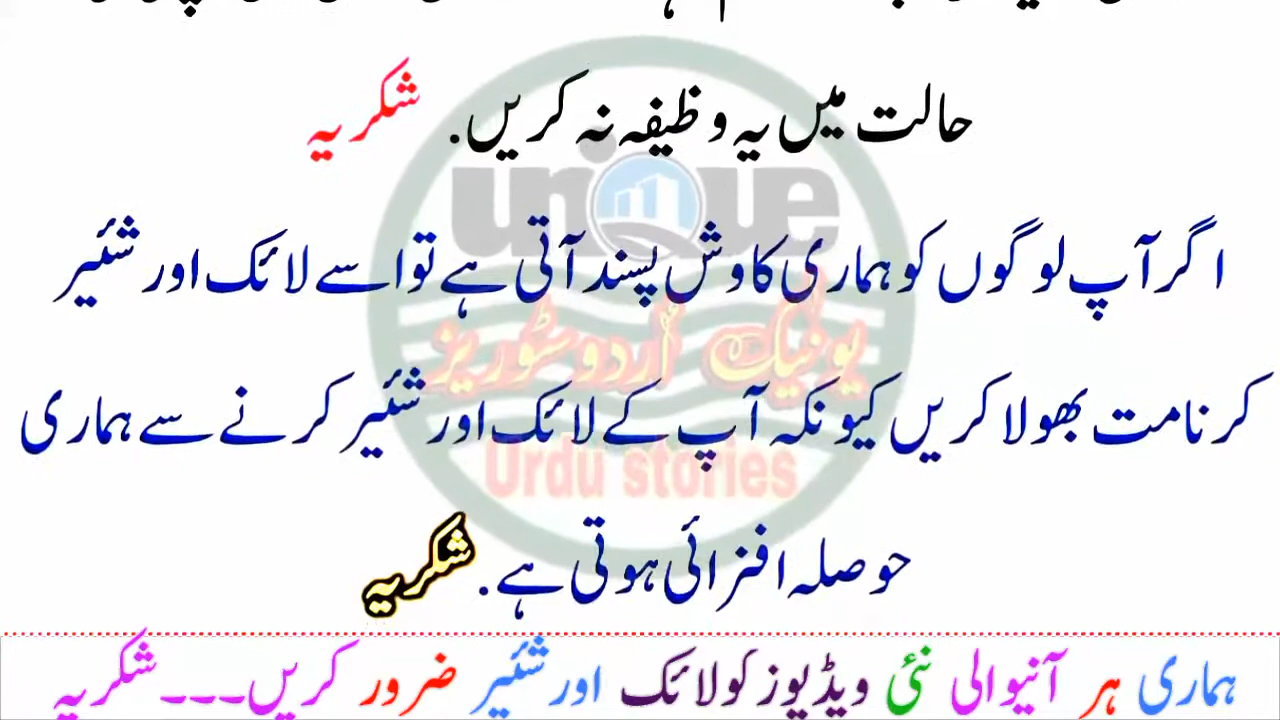 حالت میں یہ وظیفہ نہ کریں. شکریہ
unique
اگر آپ لوگوں کو ہماری کاوش پسند آتی ہے تو اسے لائک اور شئیر
یونیک اُردو سٹوریز
کرنا مت بھولا کریں کیونکہ آپ کے لائک اور شئیر کرنے سے ہماری
Urdu stories
حوصلہ افزائی ہوتی ہے. شکریہ
ہماری ہر آنیوالی نئی ویڈیوز کو لائک اور شئیر ضرور کریں۔۔۔شکریہ